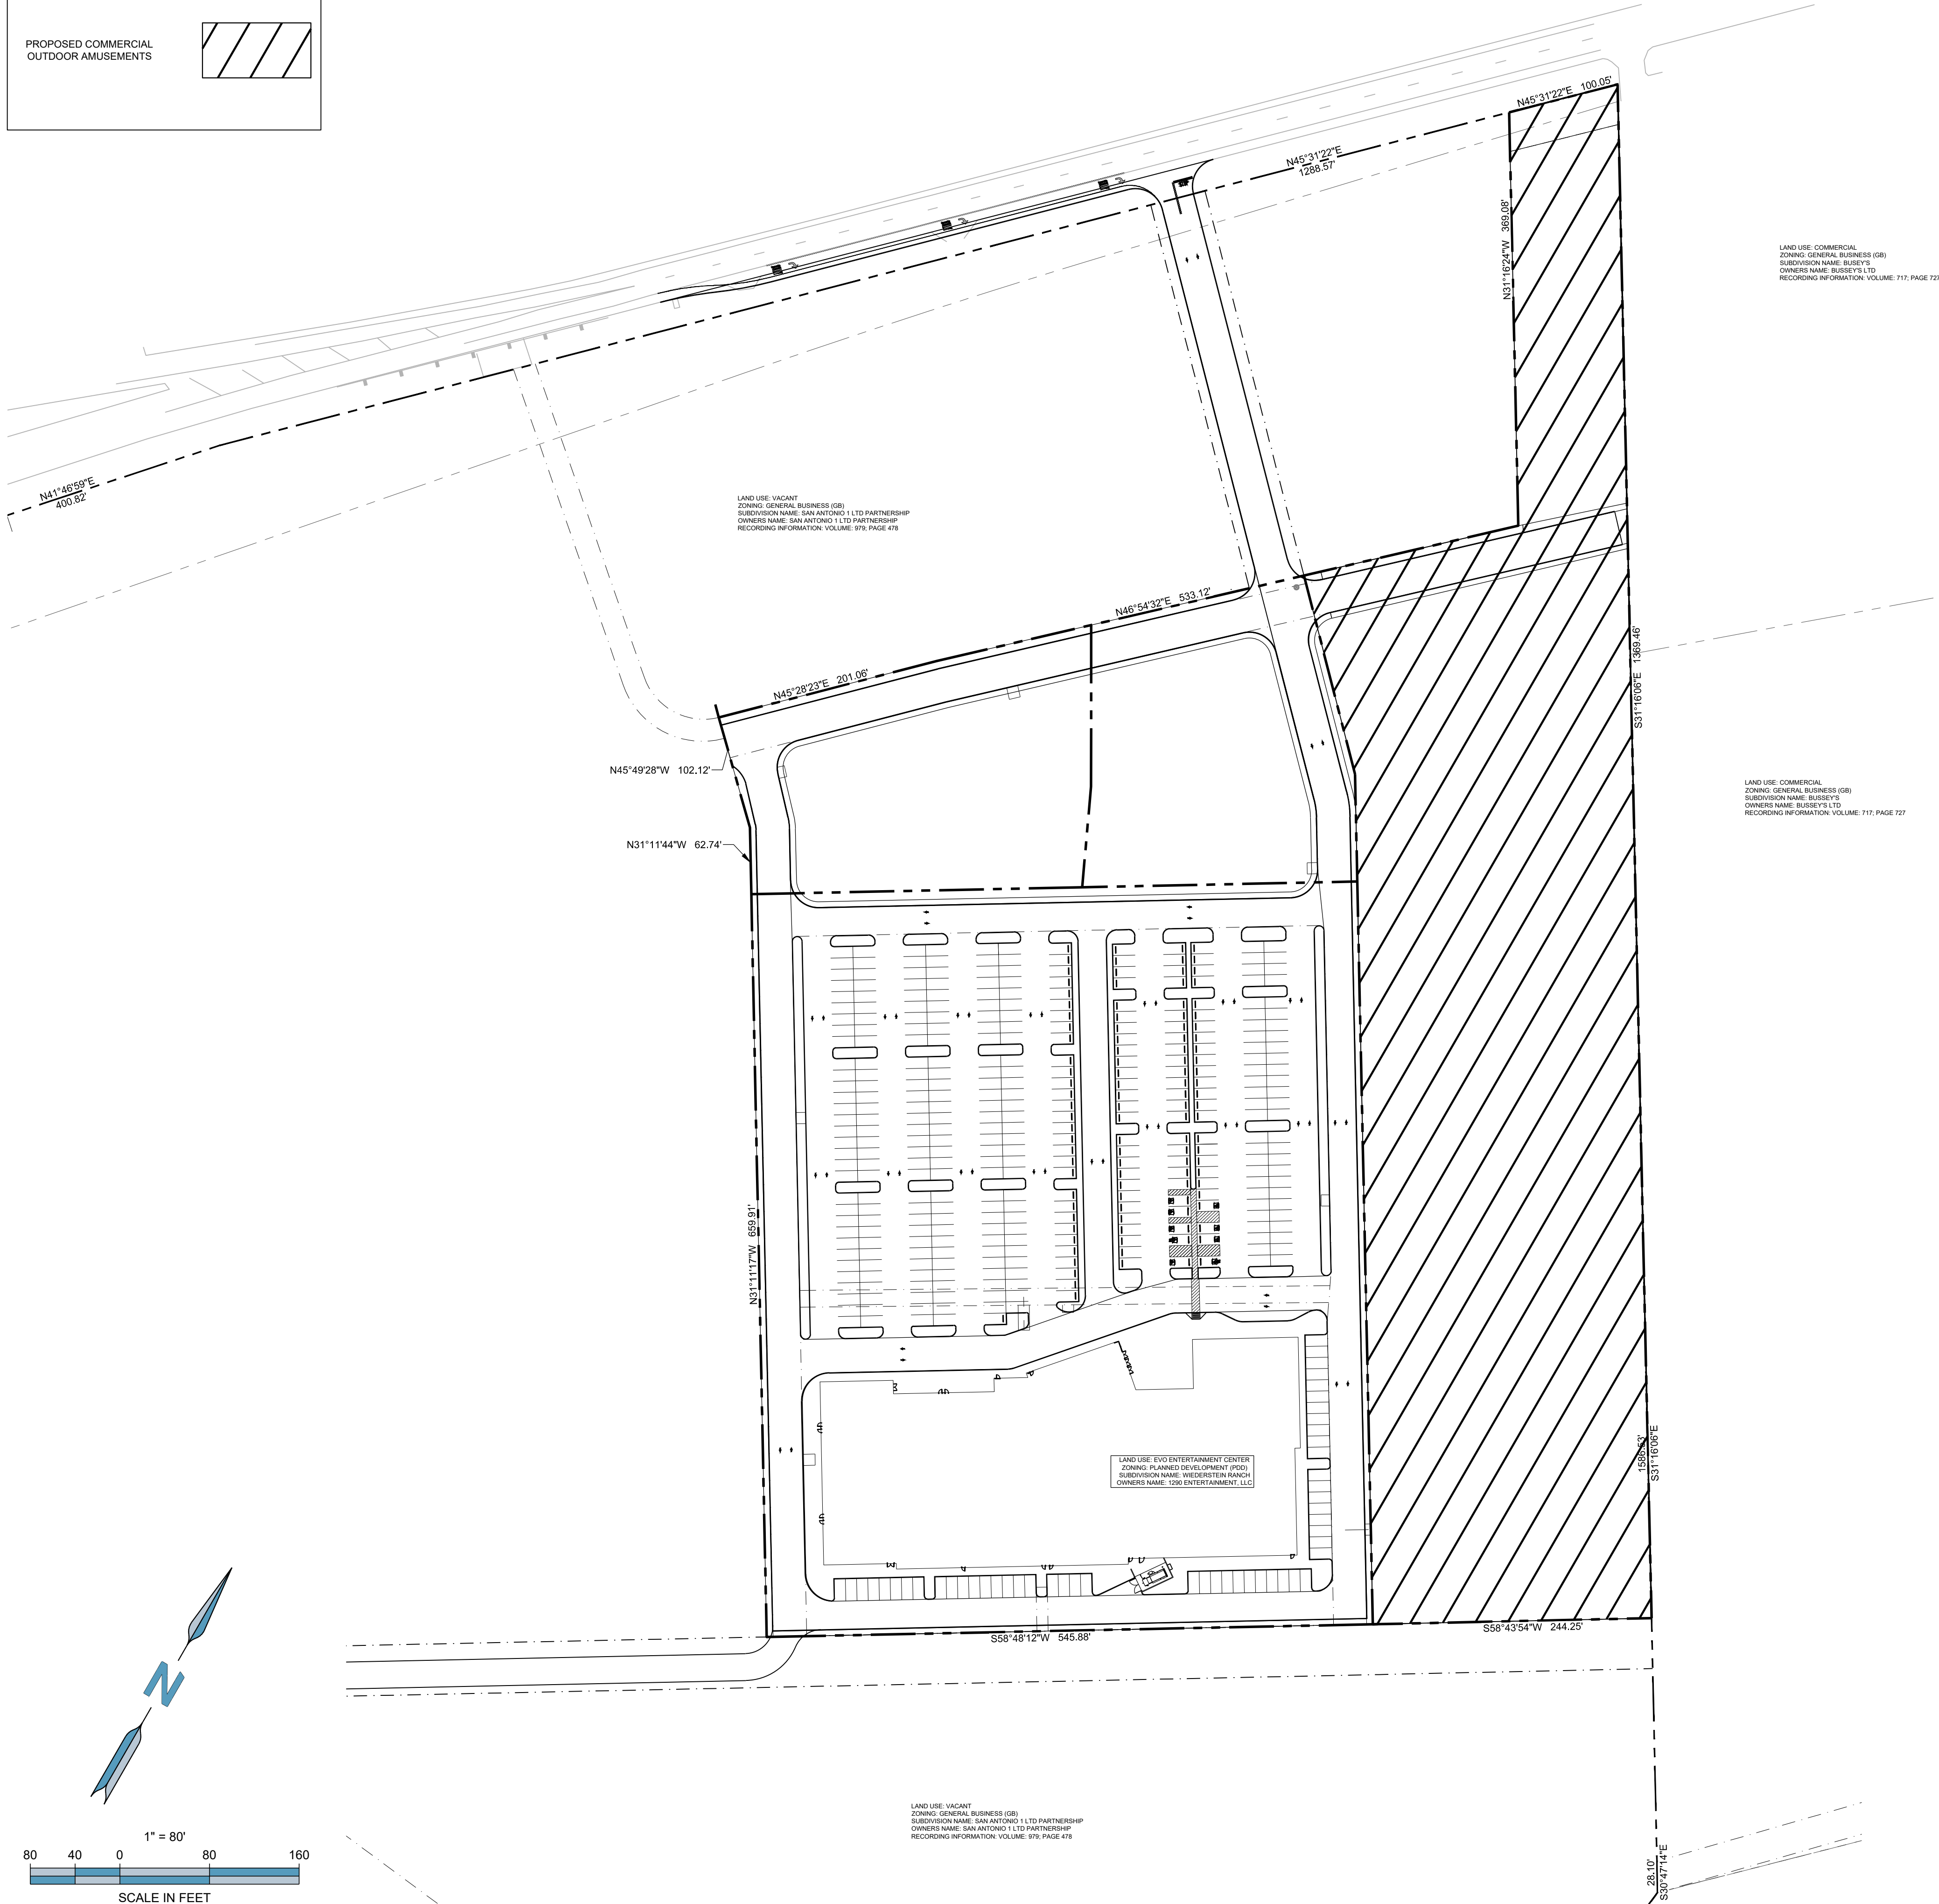 PROPOSED COMMERCIAL
OUTDOOR AMUSEMENTS
N45°31'22"E 100.05'
N45°31'22"E
1288.57'
N31°16'24"W 369.08'
LAND USE: COMMERCIAL
ZONING: GENERAL BUSINESS (GB)
SUBDIVISION NAME: BUSEY'S
OWNERS NAME: BUSSEY'S LTD
RECORDING INFORMATION: VOLUME: 717; PAGE 727
N41°46'59"E
400.82'
LAND USE: VACANT
ZONING: GENERAL BUSINESS (GB)
SUBDIVISION NAME: SAN ANTONIO 1 LTD PARTNERSHIP
OWNERS NAME: SAN ANTONIO 1 LTD PARTNERSHIP
RECORDING INFORMATION: VOLUME: 979; PAGE 478
N46°54'32"E 533.12'
N45°28'23"E 201.06'
S31°16'06"E 1369.46'
N45°49'28"W 102.12'
LAND USE: COMMERCIAL
ZONING: GENERAL BUSINESS (GB)
SUBDIVISION NAME: BUSSEY'S
OWNERS NAME: BUSSEY'S LTD
RECORDING INFORMATION: VOLUME: 717; PAGE 727
N31°11'44"W 62.74'
N31°11'17"W 659.91'
LAND USE: EVO ENTERTAINMENT CENTER
ZONING: PLANNED DEVELOPMENT (PDD)
SUBDIVISION NAME: WIEDERSTEIN RANCH
OWNERS NAME: 1290 ENTERTAINMENT, LLC
1586.53'
S31°16'06"E
S58°48'12"W 545.88'
S58°43'54"W 244.25'
N
LAND USE: VACANT
ZONING: GENERAL BUSINESS (GB)
SUBDIVISION NAME: SAN ANTONIO 1 LTD PARTNERSHIP
OWNERS NAME: SAN ANTONIO 1 LTD PARTNERSHIP
RECORDING INFORMATION: VOLUME: 979; PAGE 478
1" = 80'
80 40 0 80 160
SCALE IN FEET
28.10'
S30°47'14"E